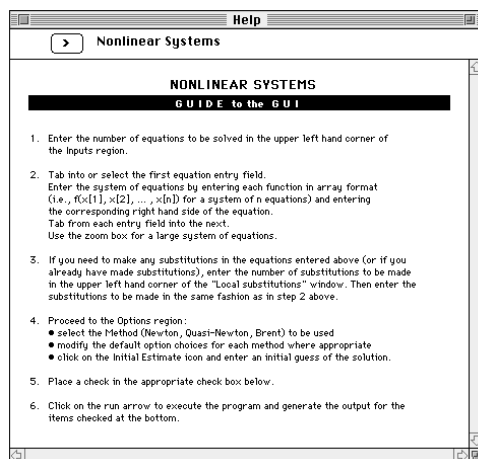 Help
> Nonlinear Systems
NONLINEAR SYSTEMS
GUIDE to the GUI
1. Enter the number of equations to be solved in the upper left hand corner of
the Inputs region.
2. Tab into or select the first equation entry field.
Enter the system of equations by entering each function in array format
(i.e., f(x[1], x[2], ... , x[n]) for a system of n equations) and entering
the corresponding right hand side of the equation.
Tab from each entry field into the next.
Use the zoom box for a large system of equations.
3. If you need to make any substitutions in the equations entered above (or if you
already have made substitutions), enter the number of substitutions to be made
in the upper left hand corner of the "Local substitutions" window. Then enter the
substitutions to be made in the same fashion as in step 2 above.
4. Proceed to the Options region:
● select the Method (Newton, Quasi-Newton, Brent) to be used
● modify the default option choices for each method where appropriate
● click on the Initial Estimate icon and enter an initial guess of the solution.
5. Place a check in the appropriate check box below.
6. Click on the run arrow to execute the program and generate the output for the
items checked at the bottom.